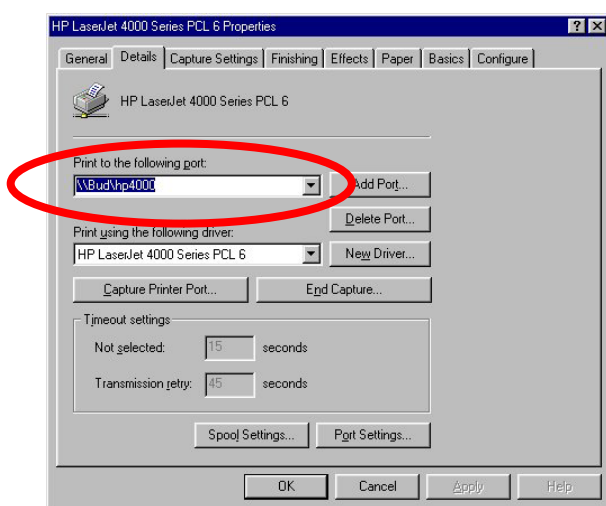 HP LaserJet 4000 Series PCL 6 Properties
General Details Capture Settings Finishing Effects Paper Basics Configure
HP LaserJet 4000 Series PCL 6
Print to the following port:
\\Bud\hp4000
Add Port...
Delete Port...
Print using the following driver:
HP LaserJet 4000 Series PCL 6
New Driver...
Capture Printer Port... End Capture...
Timeout settings
Not selected: 15 seconds
Transmission retry: 45 seconds
Spool Settings... Port Settings...
OK Cancel Apply Help